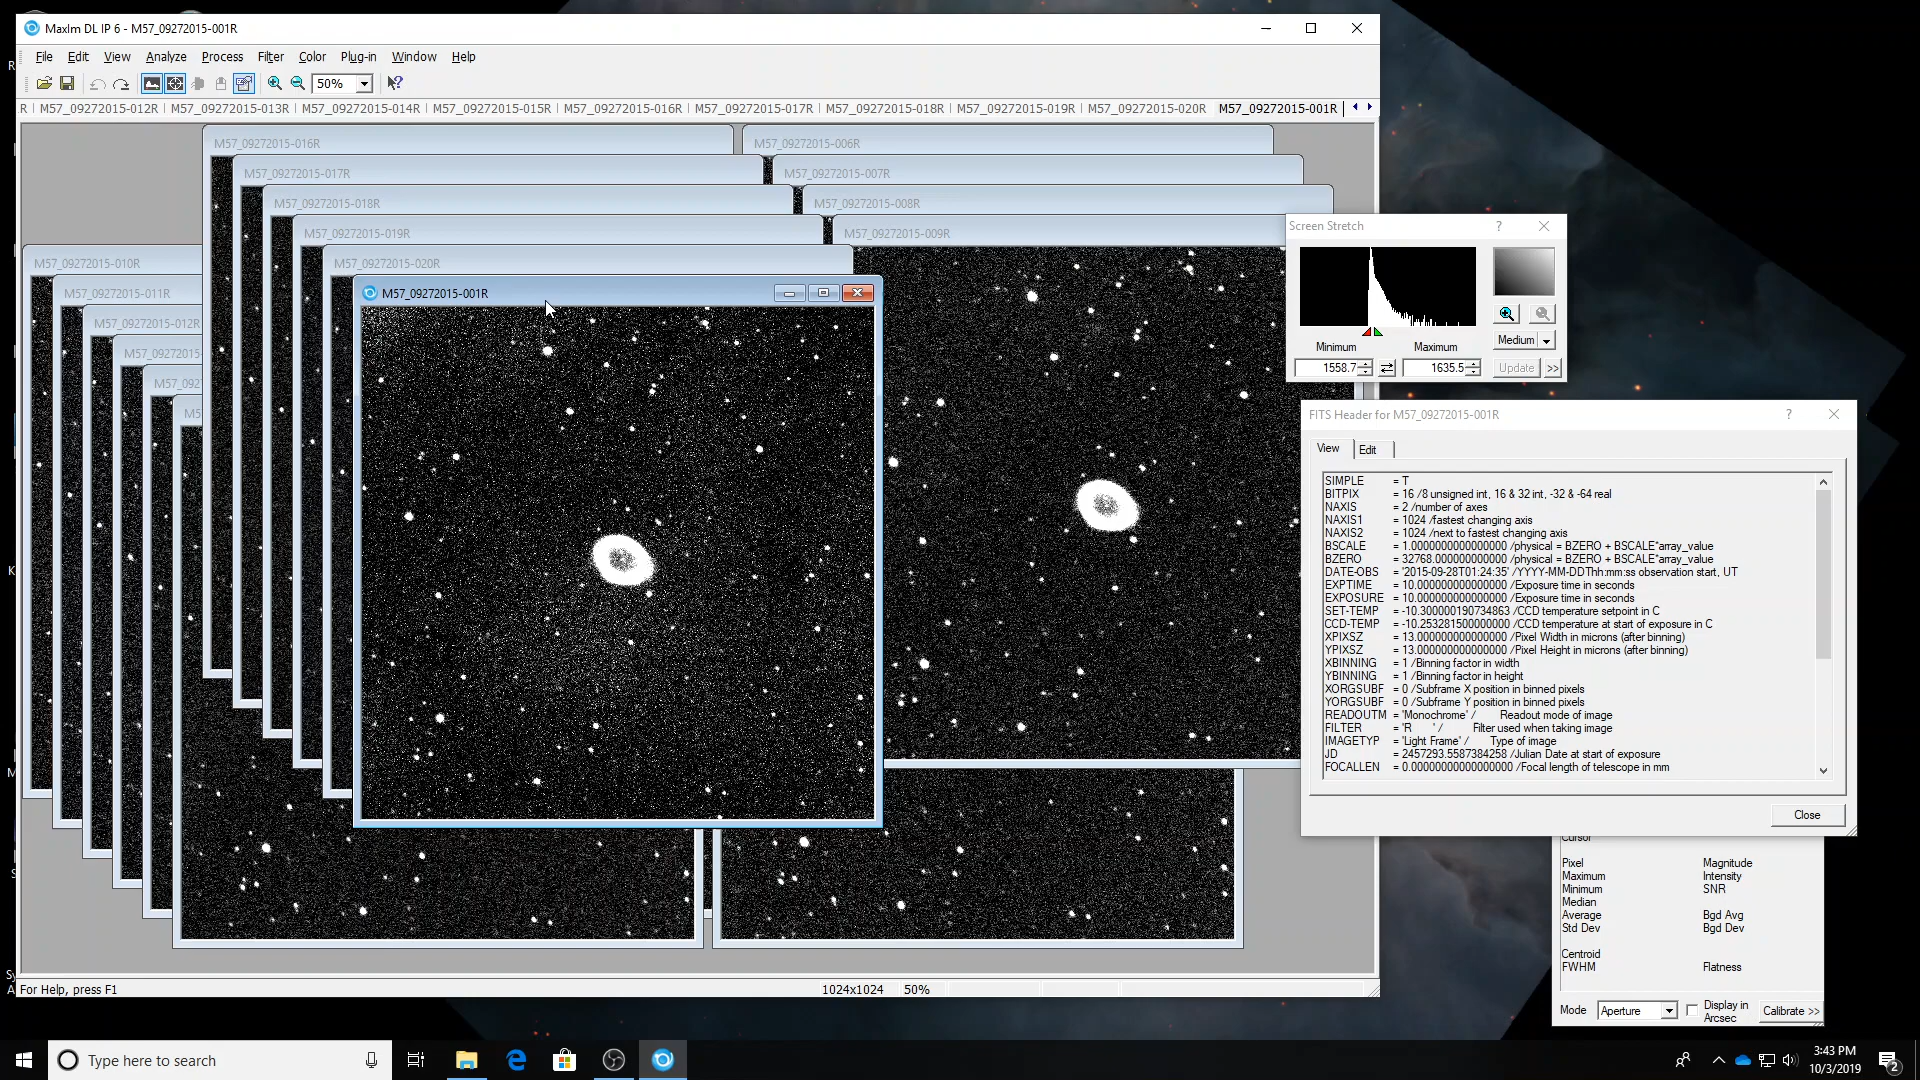 MaxIm DL IP 6 - M57_09272015-001R
File Edit View Analyze Process Filter Color Plug-in Window Help
50%
R M57_09272015-012R M57_09272015-013R M57_09272015-014R M57_09272015-015R M57_09272015-016R M57_09272015-017R M57_09272015-018R M57_09272015-019R M57_09272015-020R M57_09272015-001R
M57_09272015-016R
M57_09272015-006R
M57_09272015-017R
M57_09272015-007R
M57_09272015-018R
M57_09272015-008R
M57_09272015-019R
M57_09272015-009R
M57_09272015-010R
M57_09272015-020R
M57_09272015-011R
M57_09272015-001R
M57_09272015-012R
M57_09272015-
M57_092
M5
Screen Stretch ?
Minimum Maximum
1558.7 1635.5
Medium
Update >>
FITS Header for M57_09272015-001R ?
View Edit
SIMPLE = T
BITPIX = 16 /8 unsigned int, 16 & 32 int, -32 & -64 real
NAXIS = 2 /number of axes
NAXIS1 = 1024 /fastest changing axis
NAXIS2 = 1024 /next to fastest changing axis
BSCALE = 1.0000000000000000 /physical = BZERO + BSCALE*array_value
BZERO = 32768.000000000000 /physical = BZERO + BSCALE*array_value
DATE-OBS = '2015-09-28T01:24:35' /YYYY-MM-DDThh:mm:ss observation start, UT
EXPTIME = 10.000000000000000 /Exposure time in seconds
EXPOSURE = 10.000000000000000 /Exposure time in seconds
SET-TEMP = -10.300000190734863 /CCD temperature setpoint in C
CCD-TEMP = -10.253281500000000 /CCD temperature at start of exposure in C
XPIXSZ = 13.000000000000000 /Pixel Width in microns (after binning)
YPIXSZ = 13.000000000000000 /Pixel Height in microns (after binning)
XBINNING = 1 /Binning factor in width
YBINNING = 1 /Binning factor in height
XORGSUBF = 0 /Subframe X position in binned pixels
YORGSUBF = 0 /Subframe Y position in binned pixels
READOUTM = 'Monochrome' / Readout mode of image
FILTER = 'R ' / Filter used when taking image
IMAGETYP = 'Light Frame' / Type of image
JD = 2457293.5587384258 /Julian Date at start of exposure
FOCALLEN = 0.0000000000000000 /Focal length of telescope in mm
Close
Cursor
Pixel Magnitude
Maximum Intensity
Minimum SNR
Median
Average Bgd Avg
Std Dev Bgd Dev
Centroid
FWHM Flatness
Mode Aperture Display in Arcsec Calibrate >>
For Help, press F1 1024x1024 50%
Type here to search
3:43 PM
10/3/2019
2